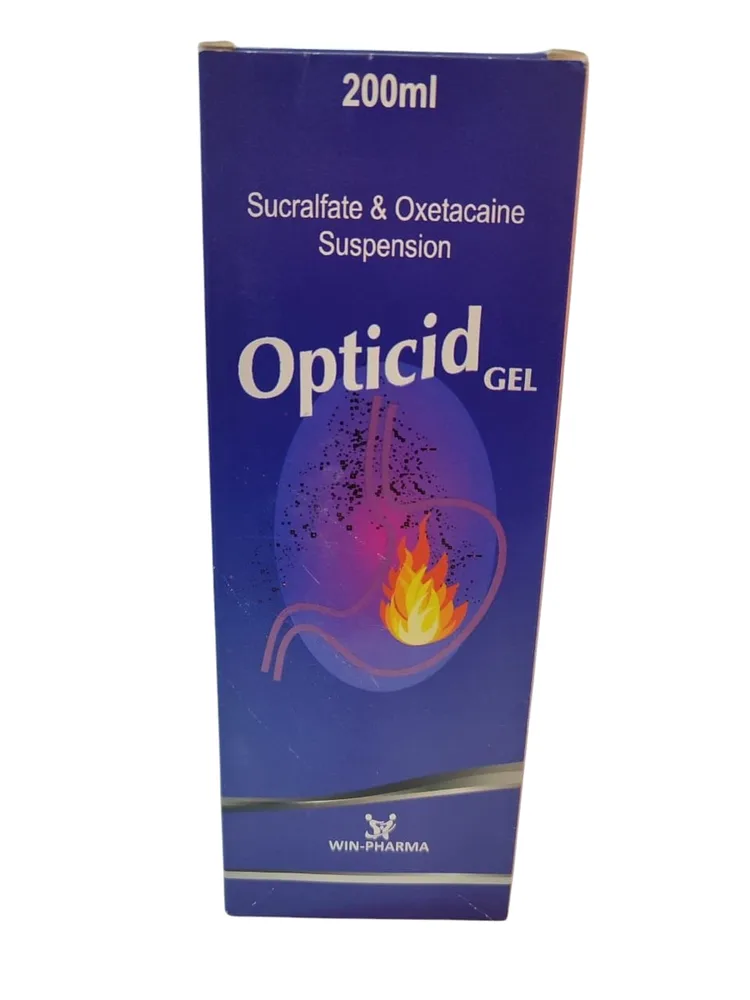 200ml
Sucralfate & Oxetacaine
Suspension
Opticid GEL
WIN-PHARMA